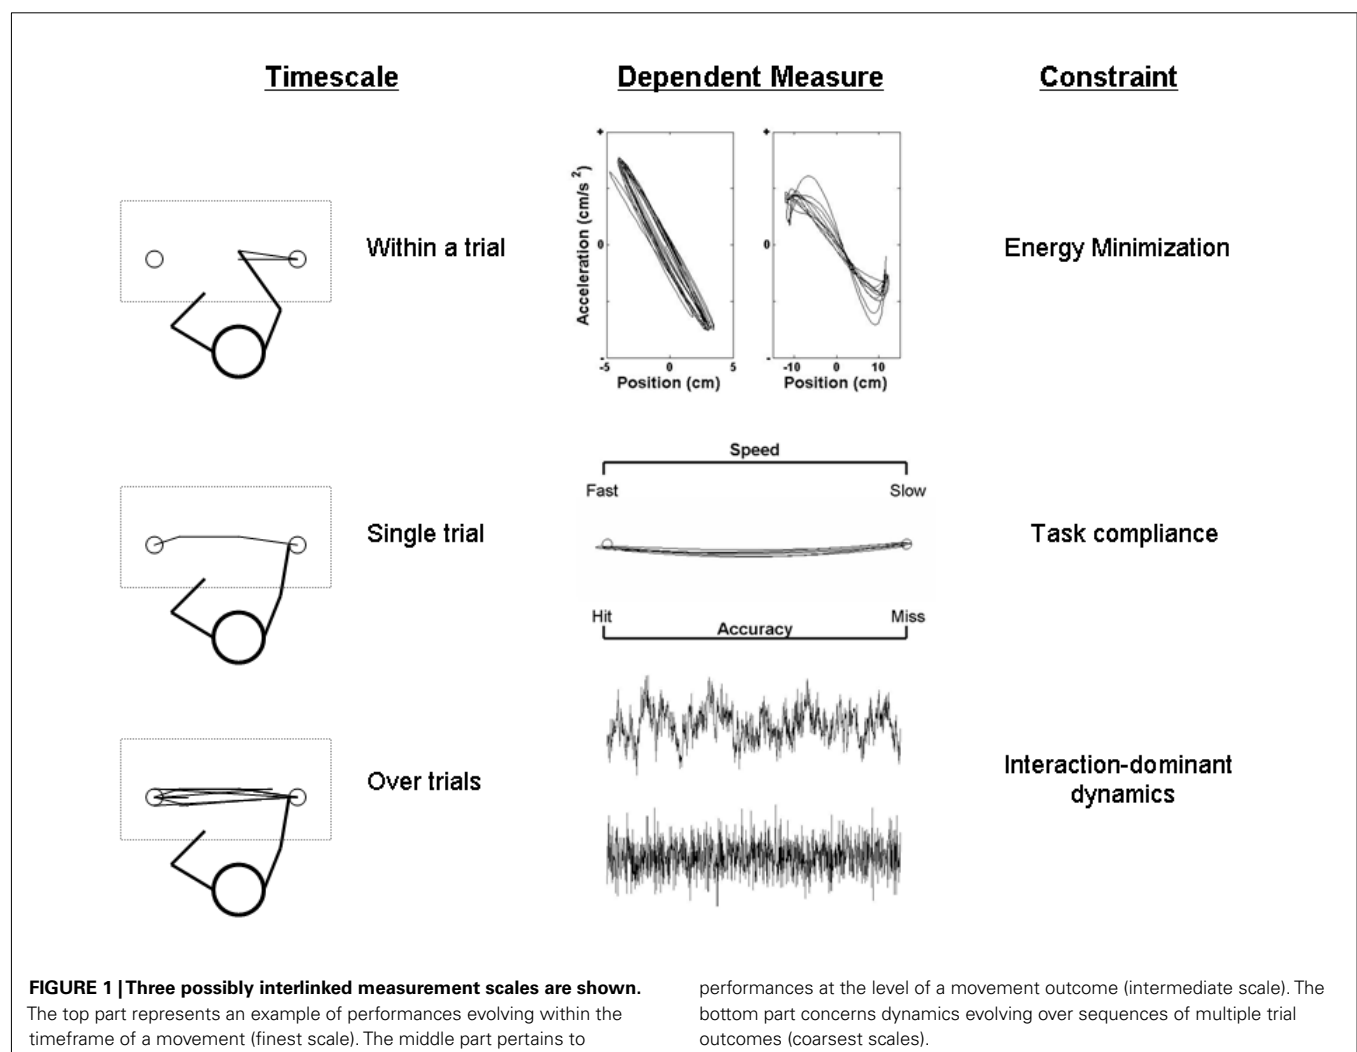 Timescale
Dependent Measure
Constraint
Within a trial
Acceleration (cm/s 2)
+
0
-
-5
0
5
Position (cm)
+
0
-
-10
0
10
Position (cm)
Energy Minimization
Speed
Fast
Slow
Single trial
Task compliance
Hit
Miss
Accuracy
Over trials
Interaction-dominant
dynamics
FIGURE 1 | Three possibly interlinked measurement scales are shown.
The top part represents an example of performances evolving within the
timeframe of a movement (finest scale). The middle part pertains to
performances at the level of a movement outcome (intermediate scale). The
bottom part concerns dynamics evolving over sequences of multiple trial
outcomes (coarsest scales).